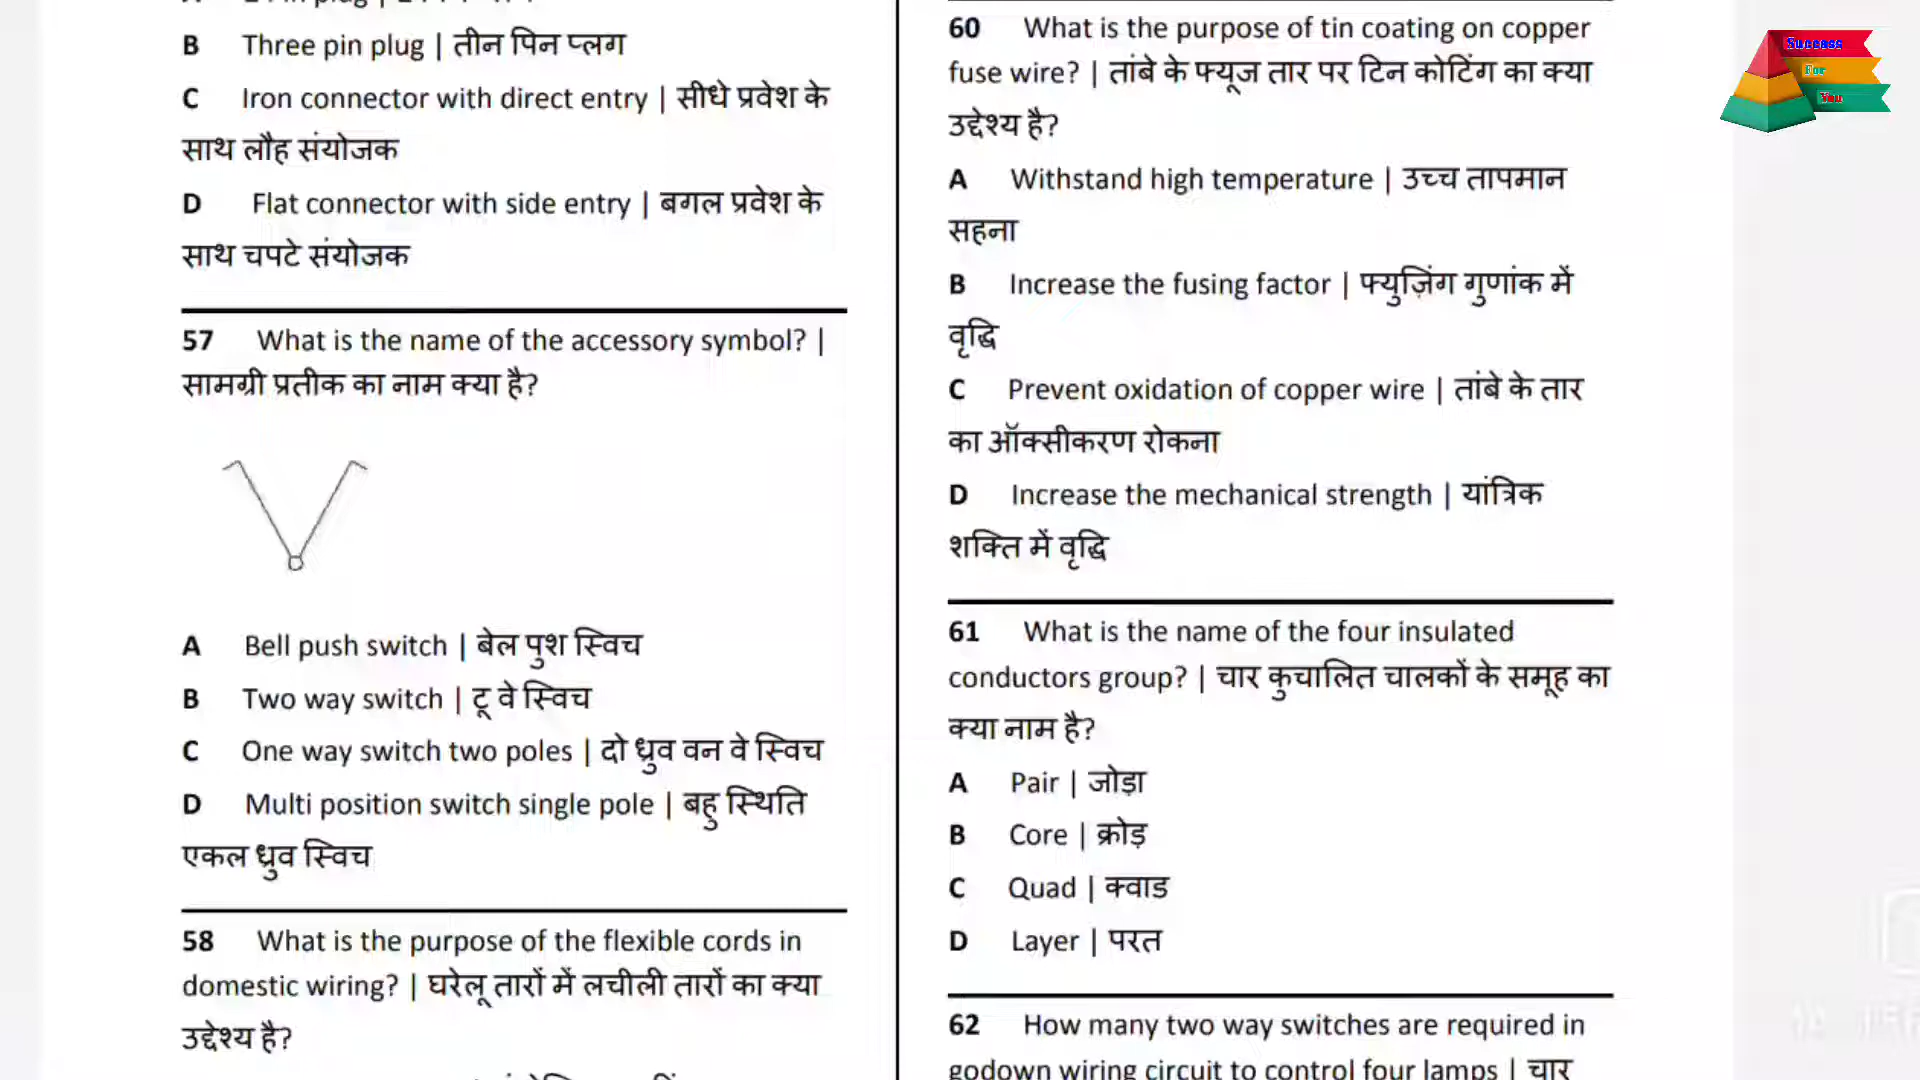 B Three pin plug | तीन पिन प्लग
C Iron connector with direct entry | सीधे प्रवेश के
साथ लौह संयोजक
D Flat connector with side entry | बगल प्रवेश के
साथ चपटे संयोजक
57 What is the name of the accessory symbol? |
सामग्री प्रतीक का नाम क्या है?
A Bell push switch | बेल पुश स्विच
B Two way switch | टू वे स्विच
C One way switch two poles | दो ध्रुव वन वे स्विच
D Multi position switch single pole | बहु स्थिति
एकल ध्रुव स्विच
58 What is the purpose of the flexible cords in
domestic wiring? | घरेलू तारों में लचीली तारों का क्या
उद्देश्य है?
60 What is the purpose of tin coating on copper
fuse wire? | तांबे के फ्यूज तार पर टिन कोटिंग का क्या
उद्देश्य है?
A Withstand high temperature | उच्च तापमान
सहना
B Increase the fusing factor | फ्युज़िंग गुणांक में
वृद्धि
C Prevent oxidation of copper wire | तांबे के तार
का ऑक्सीकरण रोकना
D Increase the mechanical strength | यांत्रिक
शक्ति में वृद्धि
61 What is the name of the four insulated
conductors group? | चार कुचालित चालकों के समूह का
क्या नाम है?
A Pair | जोड़ा
B Core | क्रोड़
C Quad | क्वाड
D Layer | परत
62 How many two way switches are required in
godown wiring circuit to control four lamps | चार
Success
For
You